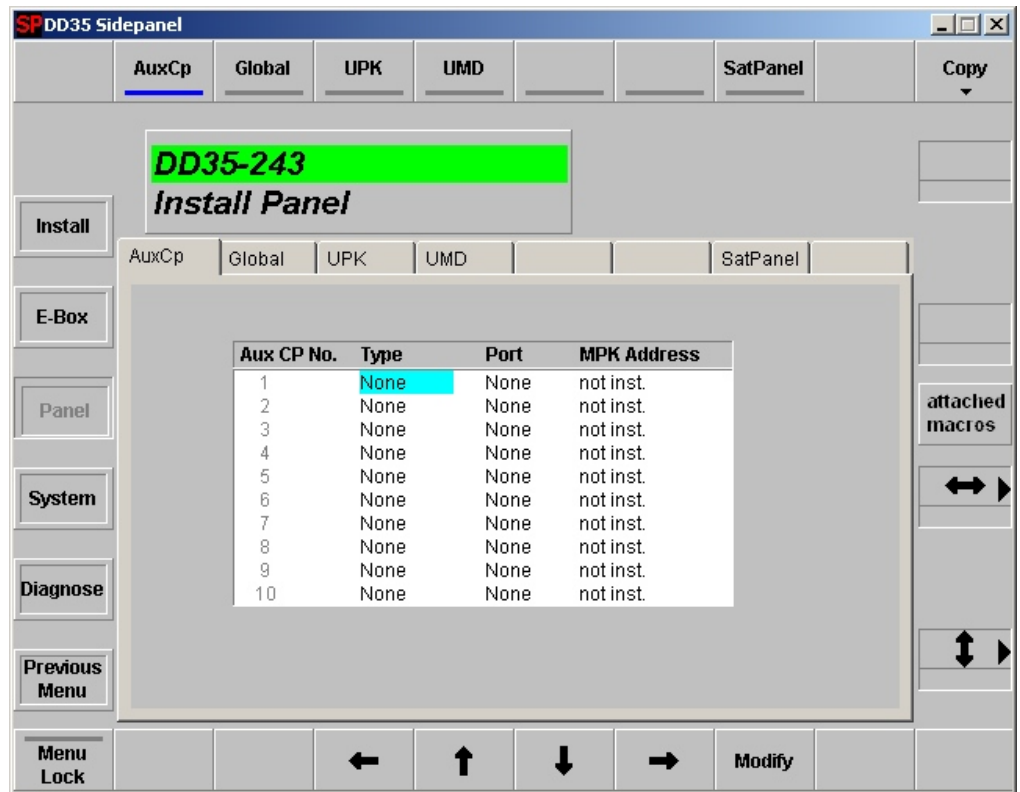 SP DD35 Sidepanel
AuxCp Global UPK UMD SatPanel Copy
DD35-243
Install Panel
Install
E-Box
Panel
System
Diagnose
Previous
Menu
AuxCp Global UPK UMD SatPanel
Aux CP No. Type Port MPK Address
1 None None not inst.
2 None None not inst.
3 None None not inst.
4 None None not inst.
5 None None not inst.
6 None None not inst.
7 None None not inst.
8 None None not inst.
9 None None not inst.
10 None None not inst.
attached
macros
Menu
Lock
Modify